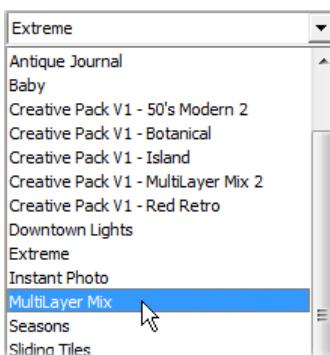 Extreme
Antique Journal
Baby
Creative Pack V1 - 50's Modern 2
Creative Pack V1 - Botanical
Creative Pack V1 - Island
Creative Pack V1 - MultiLayer Mix 2
Creative Pack V1 - Red Retro
Downtown Lights
Extreme
Instant Photo
MultiLayer Mix
Seasons
Sliding Tiles